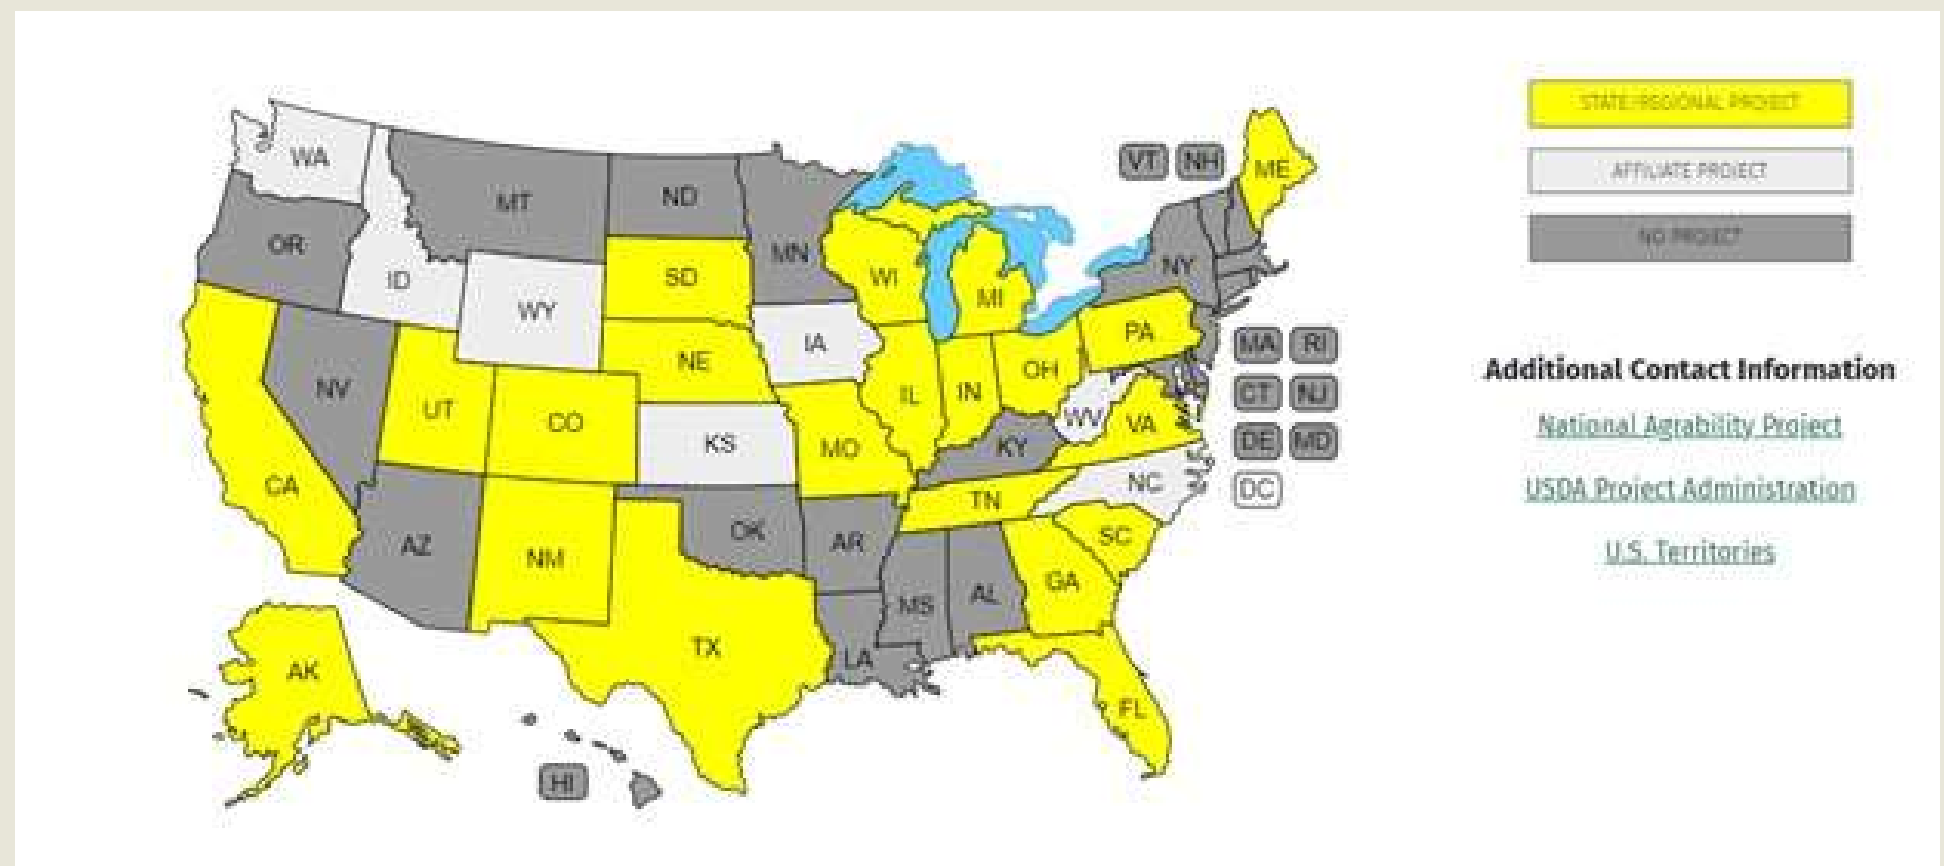 STATE/REGIONAL PROJECT
AFFILIATE PROJECT
NO PROJECT
Additional Contact Information
National Agrability Project
USDA Project Administration
U.S. Territories
WA
MT
ND
MN
VT
NH
ME
OR
ID
WY
SD
WI
MI
NY
IA
PA
NV
UT
CO
NE
IL
IN
OH
MA
RI
CT
NJ
CA
KS
MO
KY
WV
VA
DE
MD
DC
AZ
NM
OK
AR
TN
NC
SC
TX
LA
MS
AL
GA
FL
AK
HI